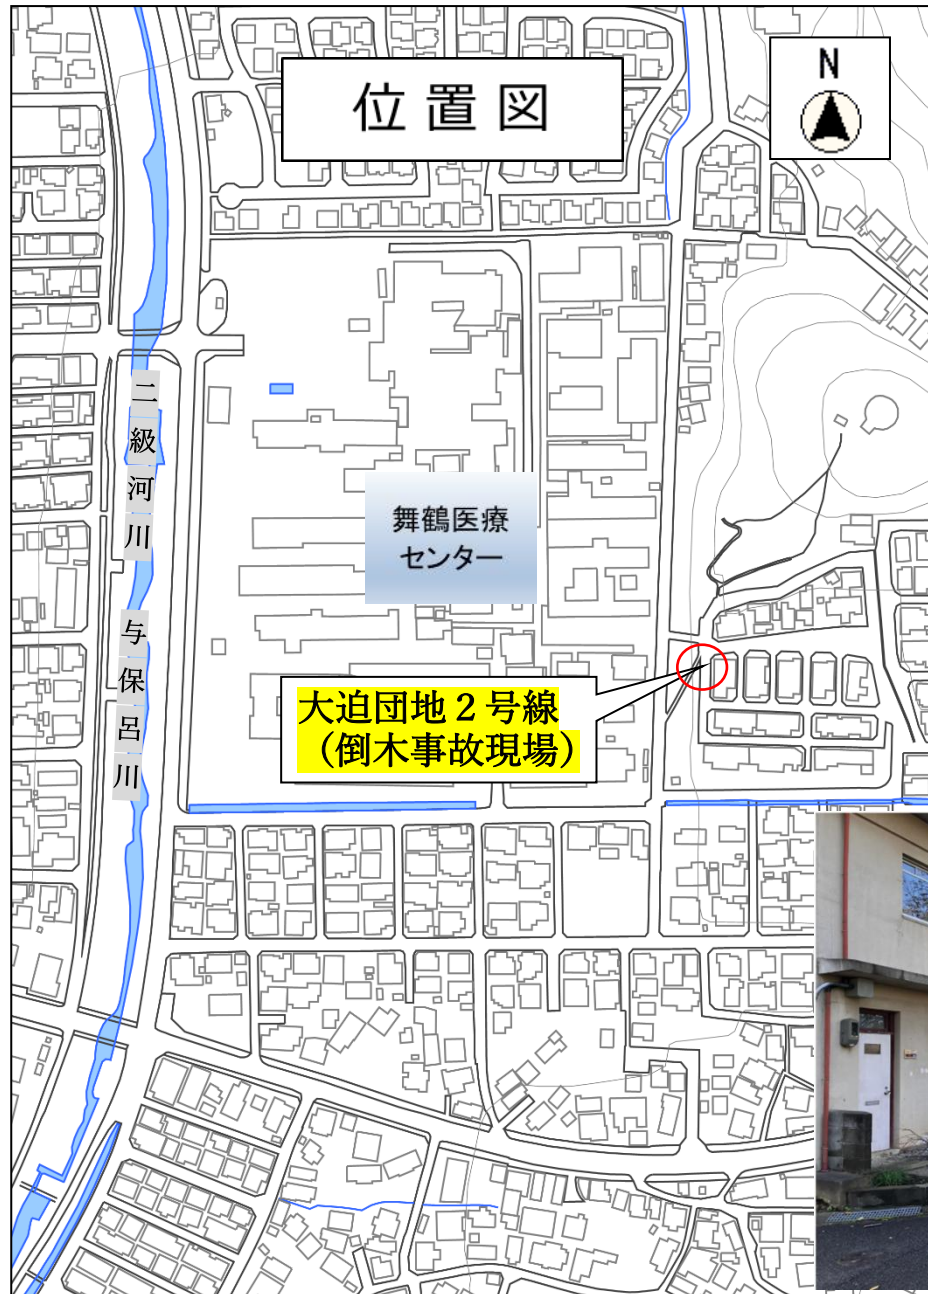 位置図
N
二級河川 与保呂川
舞鶴医療
センター
大迫団地２号線
（倒木事故現場）